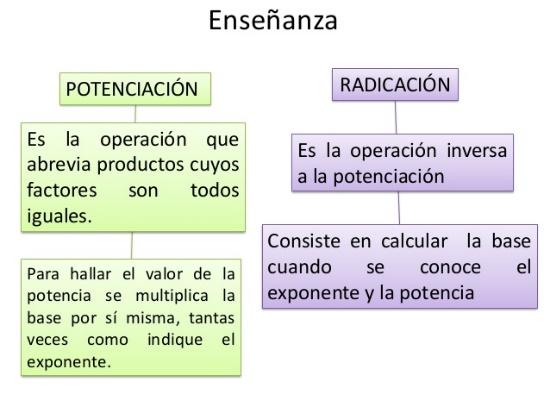 Enseñanza
POTENCIACIÓN
Es la operación que
abrevia productos cuyos
factores son todos
iguales.
Para hallar el valor de la
potencia se multiplica la
base por sí misma, tantas
veces como indique el
exponente.
RADICACIÓN
Es la operación inversa
a la potenciación
Consiste en calcular la base
cuando se conoce el
exponente y la potencia